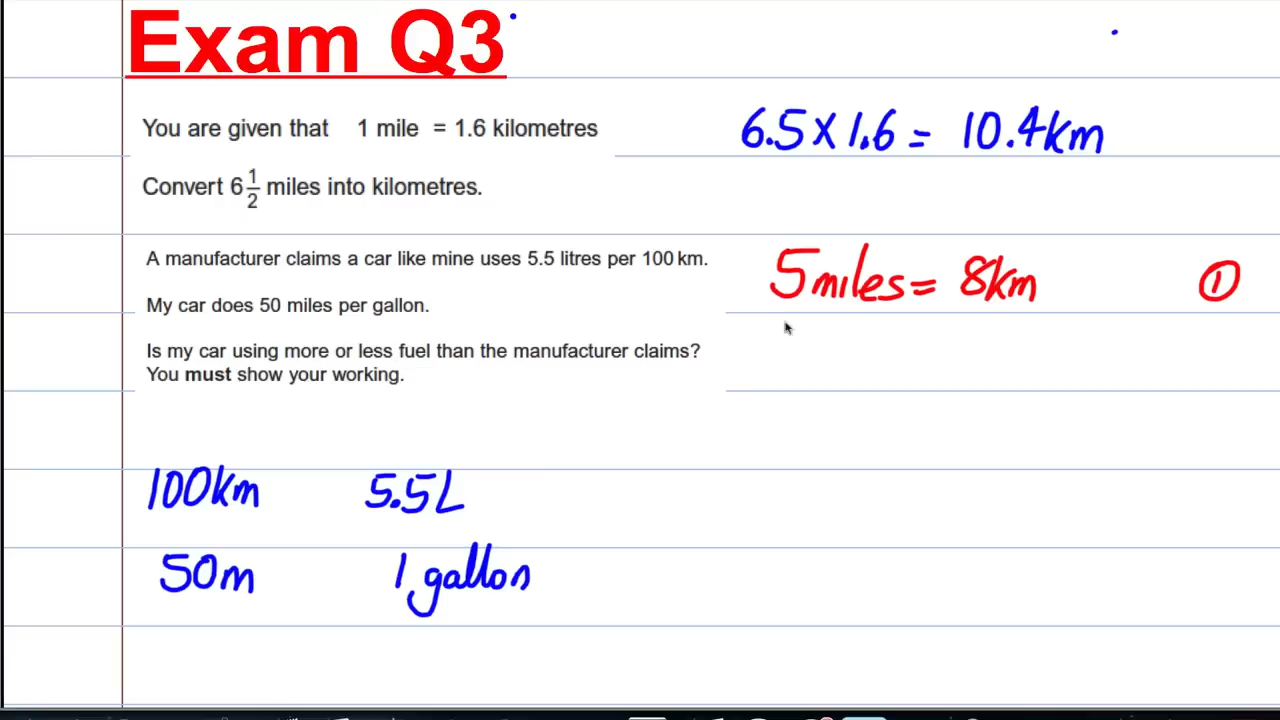 Exam Q3
You are given that 1 mile = 1.6 kilometres
6.5 X 1.6 = 10.4km
Convert 6 1/2 miles into kilometres.
A manufacturer claims a car like mine uses 5.5 litres per 100 km.
5miles = 8km ①
My car does 50 miles per gallon.
Is my car using more or less fuel than the manufacturer claims?
You must show your working.
100km 5.5L
50m 1 gallon